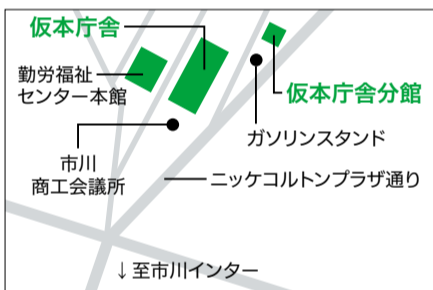 仮本庁舎
勤労福祉
センター本館
仮本庁舎分館
ガソリンスタンド
市川
商工会議所
ニッケコルトンプラザ通り
↓至市川インター